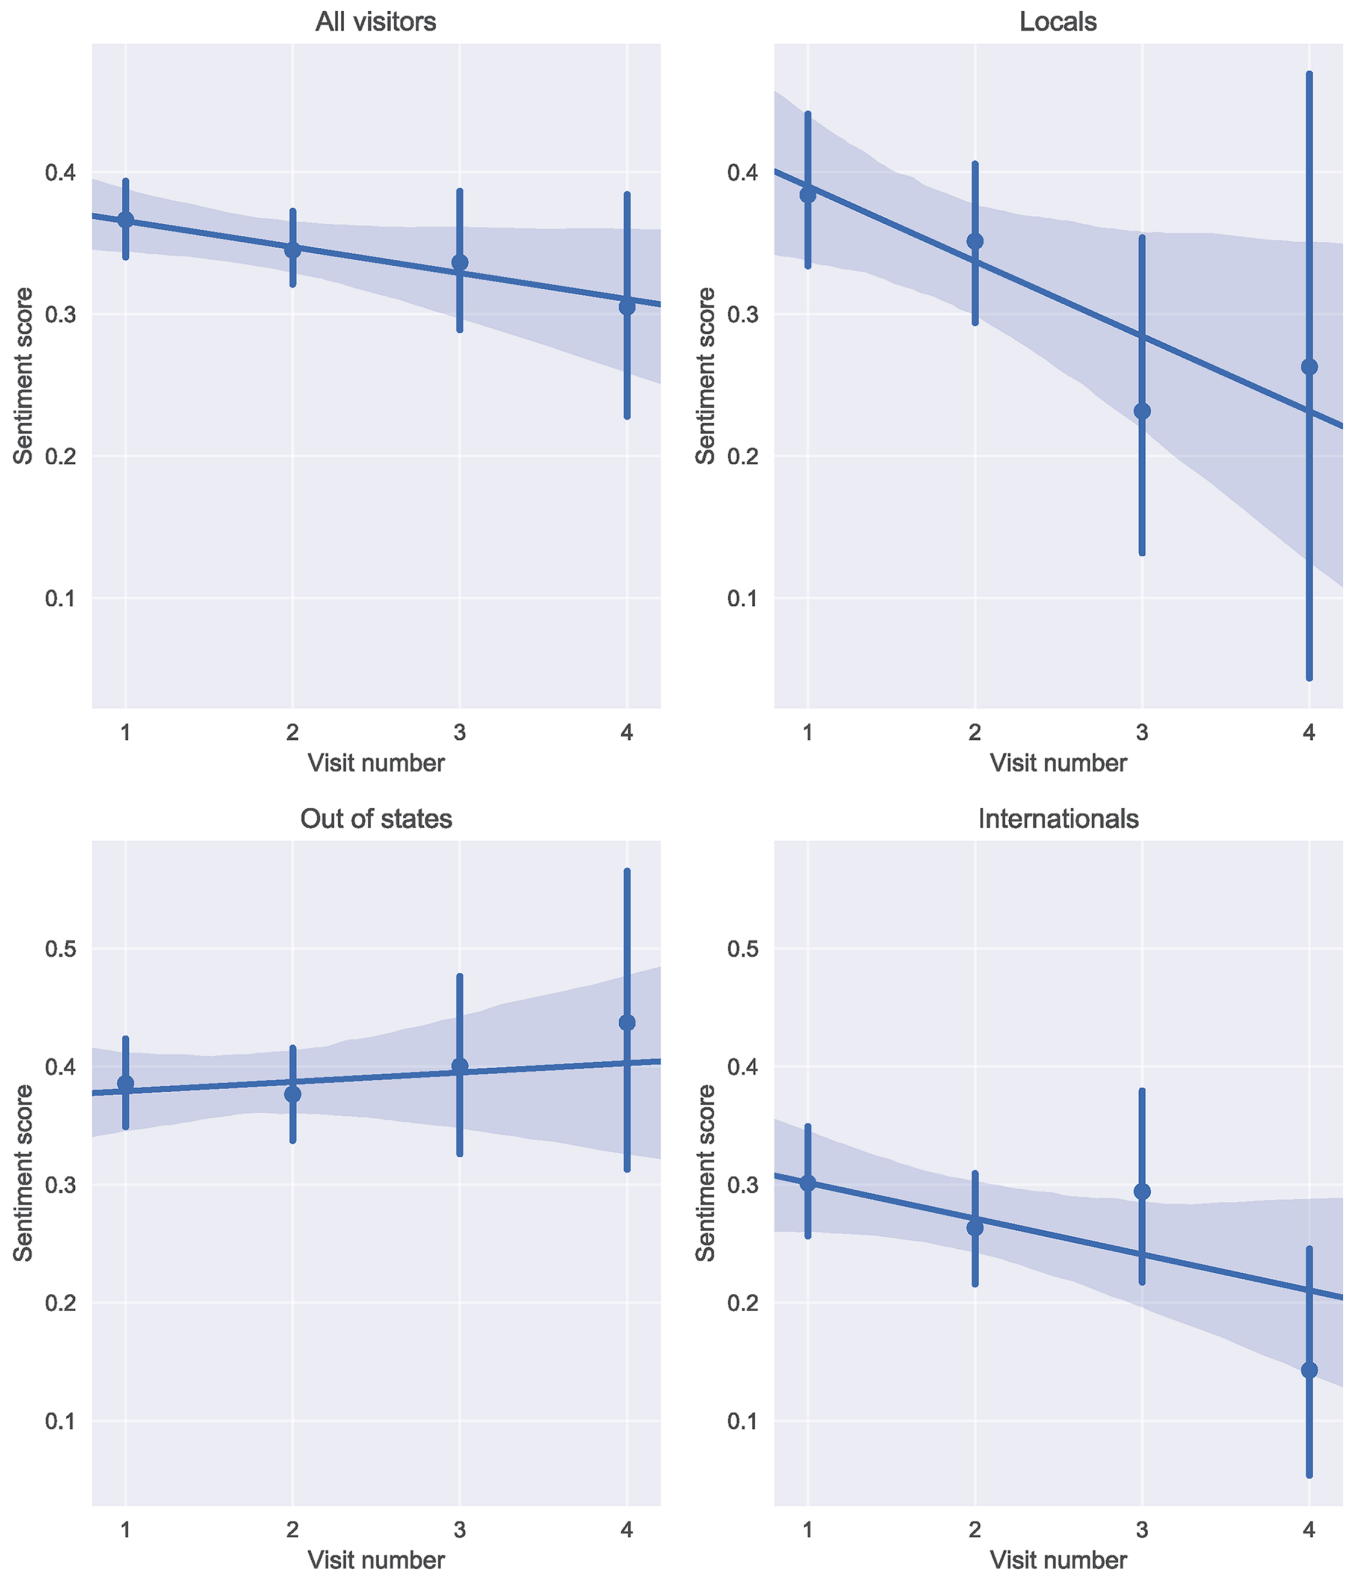 All visitors
Sentiment score
0.4
0.3
0.2
0.1
1 2 3 4
Visit number
Locals
Sentiment score
0.4
0.3
0.2
0.1
1 2 3 4
Visit number
Out of states
Sentiment score
0.5
0.4
0.3
0.2
0.1
1 2 3 4
Visit number
Internationals
Sentiment score
0.5
0.4
0.3
0.2
0.1
1 2 3 4
Visit number